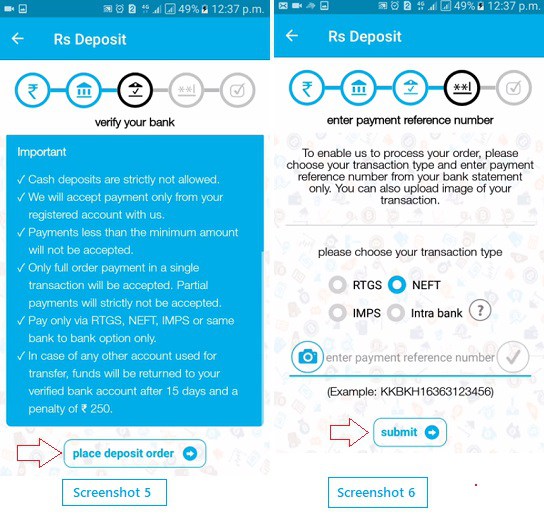 49% 12:37 p.m.
Rs Deposit
verify your bank
Important
✓ Cash deposits are strictly not allowed.
✓ We will accept payment only from your
registered account with us.
✓ Payments less than the minimum amount
will not be accepted.
✓ Only full order payment in a single
transaction will be accepted. Partial
payments will strictly not be accepted.
✓ Pay only via RTGS, NEFT, IMPS or same
bank to bank option only.
✓ In case of any other account used for
transfer, funds will be returned to your
verified bank account after 15 days and a
penalty of ₹ 250.
place deposit order
Screenshot 5
49% 12:37 p.m.
Rs Deposit
enter payment reference number
To enable us to process your order, please
choose your transaction type and enter payment
reference number from your bank statement
only. You can also upload image of your
transaction.
please choose your transaction type
RTGS NEFT
IMPS Intra bank ?
enter payment reference number
(Example: KKBKH16363123456)
submit
Screenshot 6